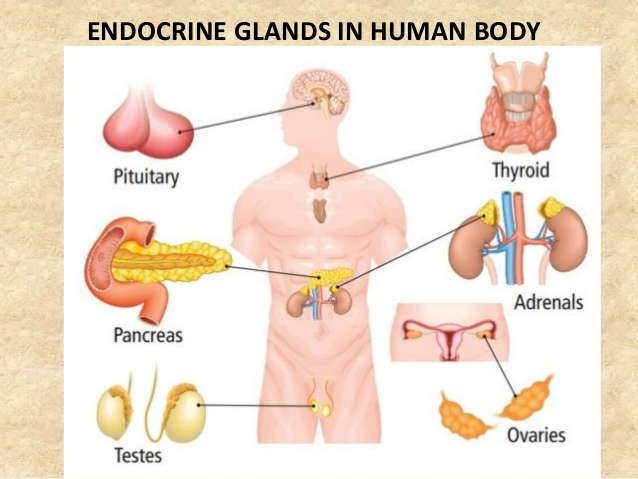 ENDOCRINE GLANDS IN HUMAN BODY
Pituitary
Thyroid
Pancreas
Adrenals
Testes
Ovaries